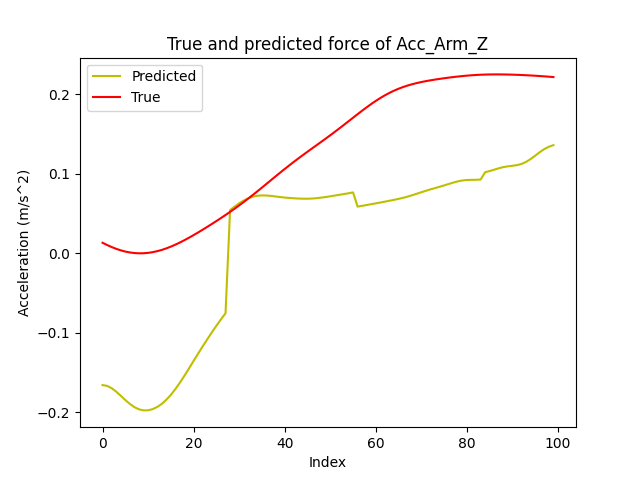 True and predicted force of Acc_Arm_Z
Predicted
True
0.2
0.1
0.0
−0.1
−0.2
Acceleration (m/s^2)
0 20 40 60 80 100
Index